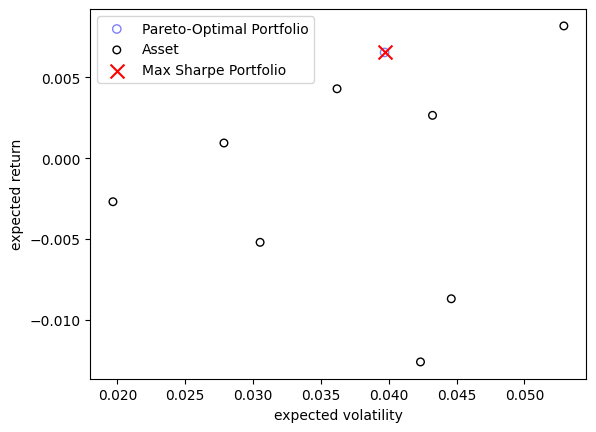 Pareto-Optimal Portfolio
Asset
Max Sharpe Portfolio
0.005
0.000
−0.005
−0.010
expected return
0.020 0.025 0.030 0.035 0.040 0.045 0.050
expected volatility